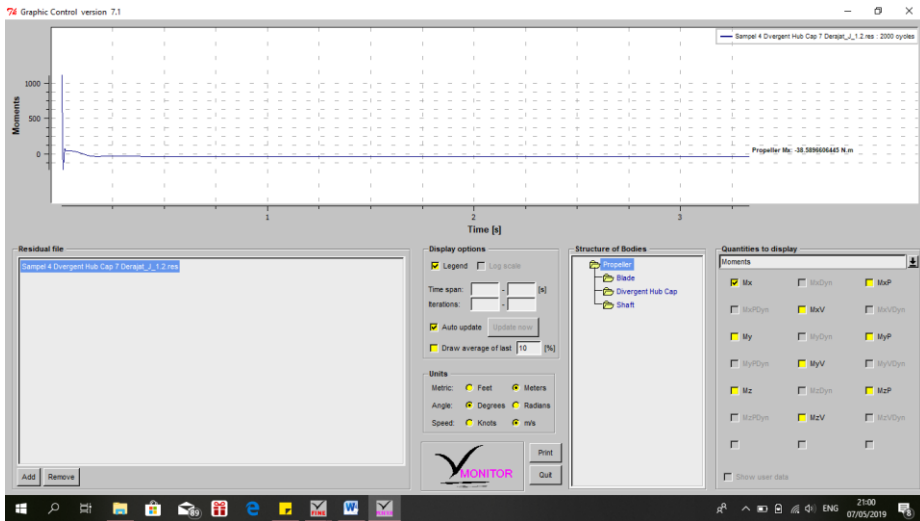 Graphic Control version 7.1
Sampel 4 Dvergent Hub Cap 7 Derajat_J_1.2.res : 2000 cycles
Moments
1000
500
0
Propeller Mx: -38.5896606445 N.m
1 2 3
Time [s]
Residual file
Sampel 4 Dvergent Hub Cap 7 Derajat_J_1.2.res
Add Remove
Display options
Legend Log scale
Time span: - [s]
Iterations: -
Auto update Update now
Draw average of last 10 [%]
Units
Metric: Feet Meters
Angle: Degrees Radians
Speed: Knots m/s
MONITOR
Print
Quit
Structure of Bodies
Propeller
Blade
Divergent Hub Cap
Shaft
Quantities to display
Moments
Mx MxDyn MxP
MxPDyn MxV MxVDyn
My MyDyn MyP
MyPDyn MyV MyVDyn
Mz MzDyn MzP
MzPDyn MzV MzVDyn
Show user data
89
FINE
ENG
21:00
07/05/2019